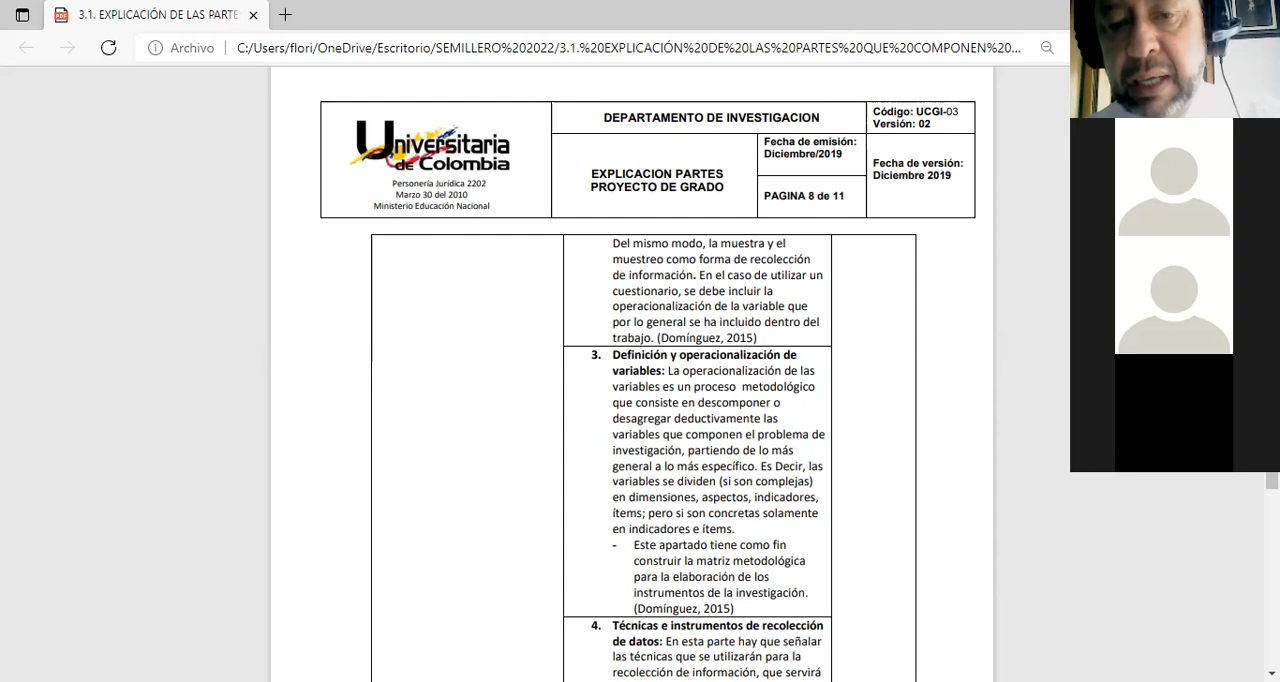 3.1. EXPLICACIÓN DE LAS PARTE
Archivo
C:/Users/flori/OneDrive/Escritorio/SEMILLERO%202022/3.1.%20EXPLICACIÓN%20DE%20LAS%20PARTES%20QUE%20COMPONEN%20...
Universitaria
de Colombia
Personería Jurídica 2202
Marzo 30 del 2010
Ministerio Educación Nacional
DEPARTAMENTO DE INVESTIGACION
Código: UCGI-03
Versión: 02
EXPLICACION PARTES
PROYECTO DE GRADO
Fecha de emisión:
Diciembre/2019
PAGINA 8 de 11
Fecha de versión:
Diciembre 2019
Del mismo modo, la muestra y el
muestreo como forma de recolección
de información. En el caso de utilizar un
cuestionario, se debe incluir la
operacionalización de la variable que
por lo general se ha incluido dentro del
trabajo. (Domínguez, 2015)
3. Definición y operacionalización de
variables: La operacionalización de las
variables es un proceso metodológico
que consiste en descomponer o
desagregar deductivamente las
variables que componen el problema de
investigación, partiendo de lo más
general a lo más específico. Es Decir, las
variables se dividen (si son complejas)
en dimensiones, aspectos, indicadores,
ítems; pero si son concretas solamente
en indicadores e ítems.
- Este apartado tiene como fin
construir la matriz metodológica
para la elaboración de los
instrumentos de la investigación.
(Domínguez, 2015)
4. Técnicas e instrumentos de recolección
de datos: En esta parte hay que señalar
las técnicas que se utilizarán para la
recolección de información, que servirá